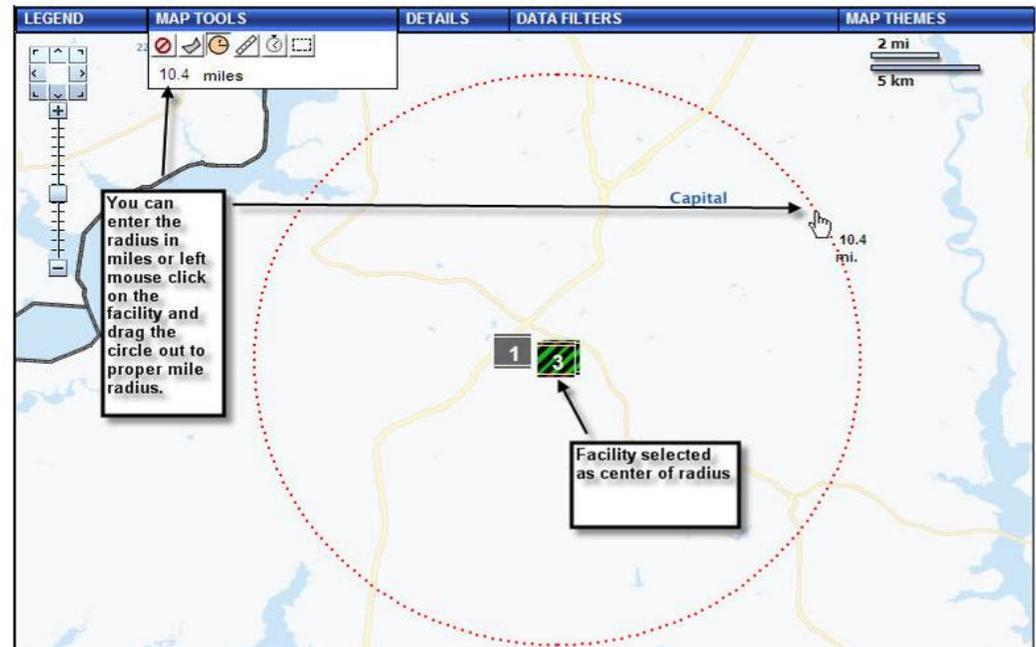 LEGEND
MAP TOOLS
DETAILS
DATA FILTERS
MAP THEMES
10.4 miles
2 mi
5 km
You can
enter the
radius in
miles or left
mouse click
on the
facility and
drag the
circle out to
proper mile
radius.
Capital
10.4
mi.
1
3
Facility selected
as center of radius